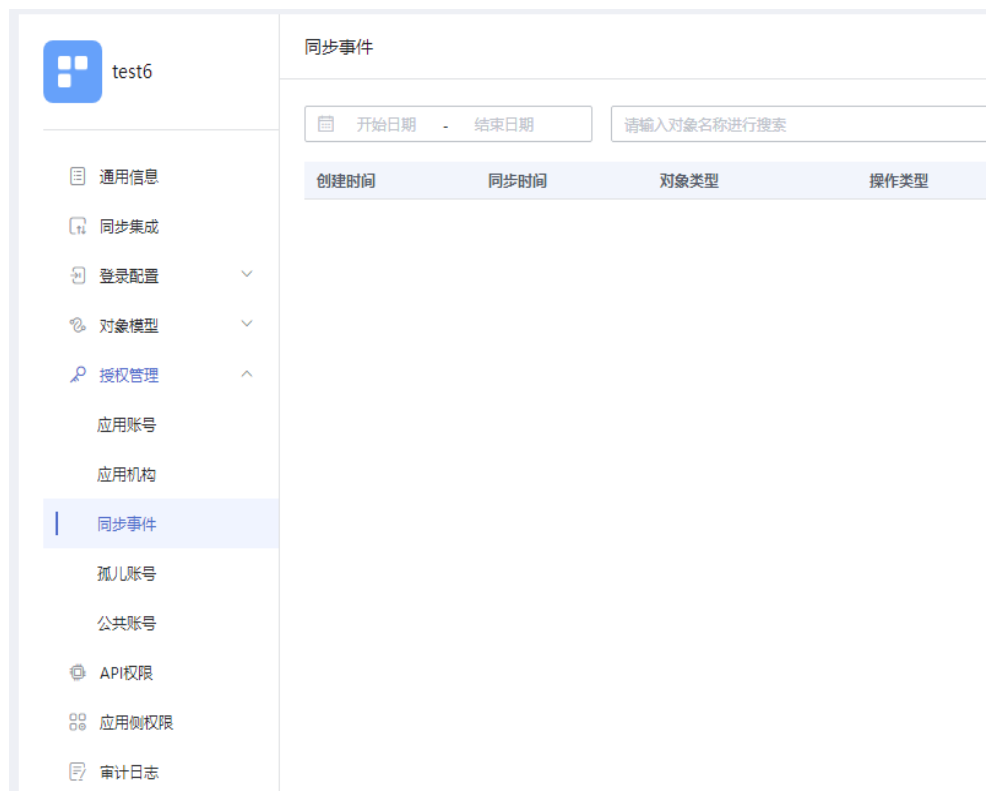 test6
同步事件
开始日期 - 结束日期 请输入对象名称进行搜索
创建时间 同步时间 对象类型 操作类型
通用信息
同步集成
登录配置
对象模型
授权管理
应用账号
应用机构
同步事件
孤儿账号
公共账号
API权限
应用侧权限
审计日志